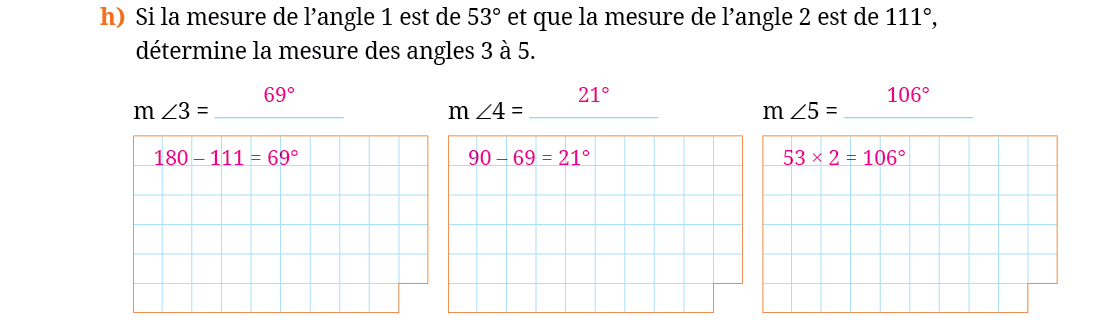 h) Si la mesure de l’angle 1 est de 53° et que la mesure de l’angle 2 est de 111°,
détermine la mesure des angles 3 à 5.
m ∠3 = 69°
m ∠4 = 21°
m ∠5 = 106°
180 – 111 = 69°
90 – 69 = 21°
53 × 2 = 106°